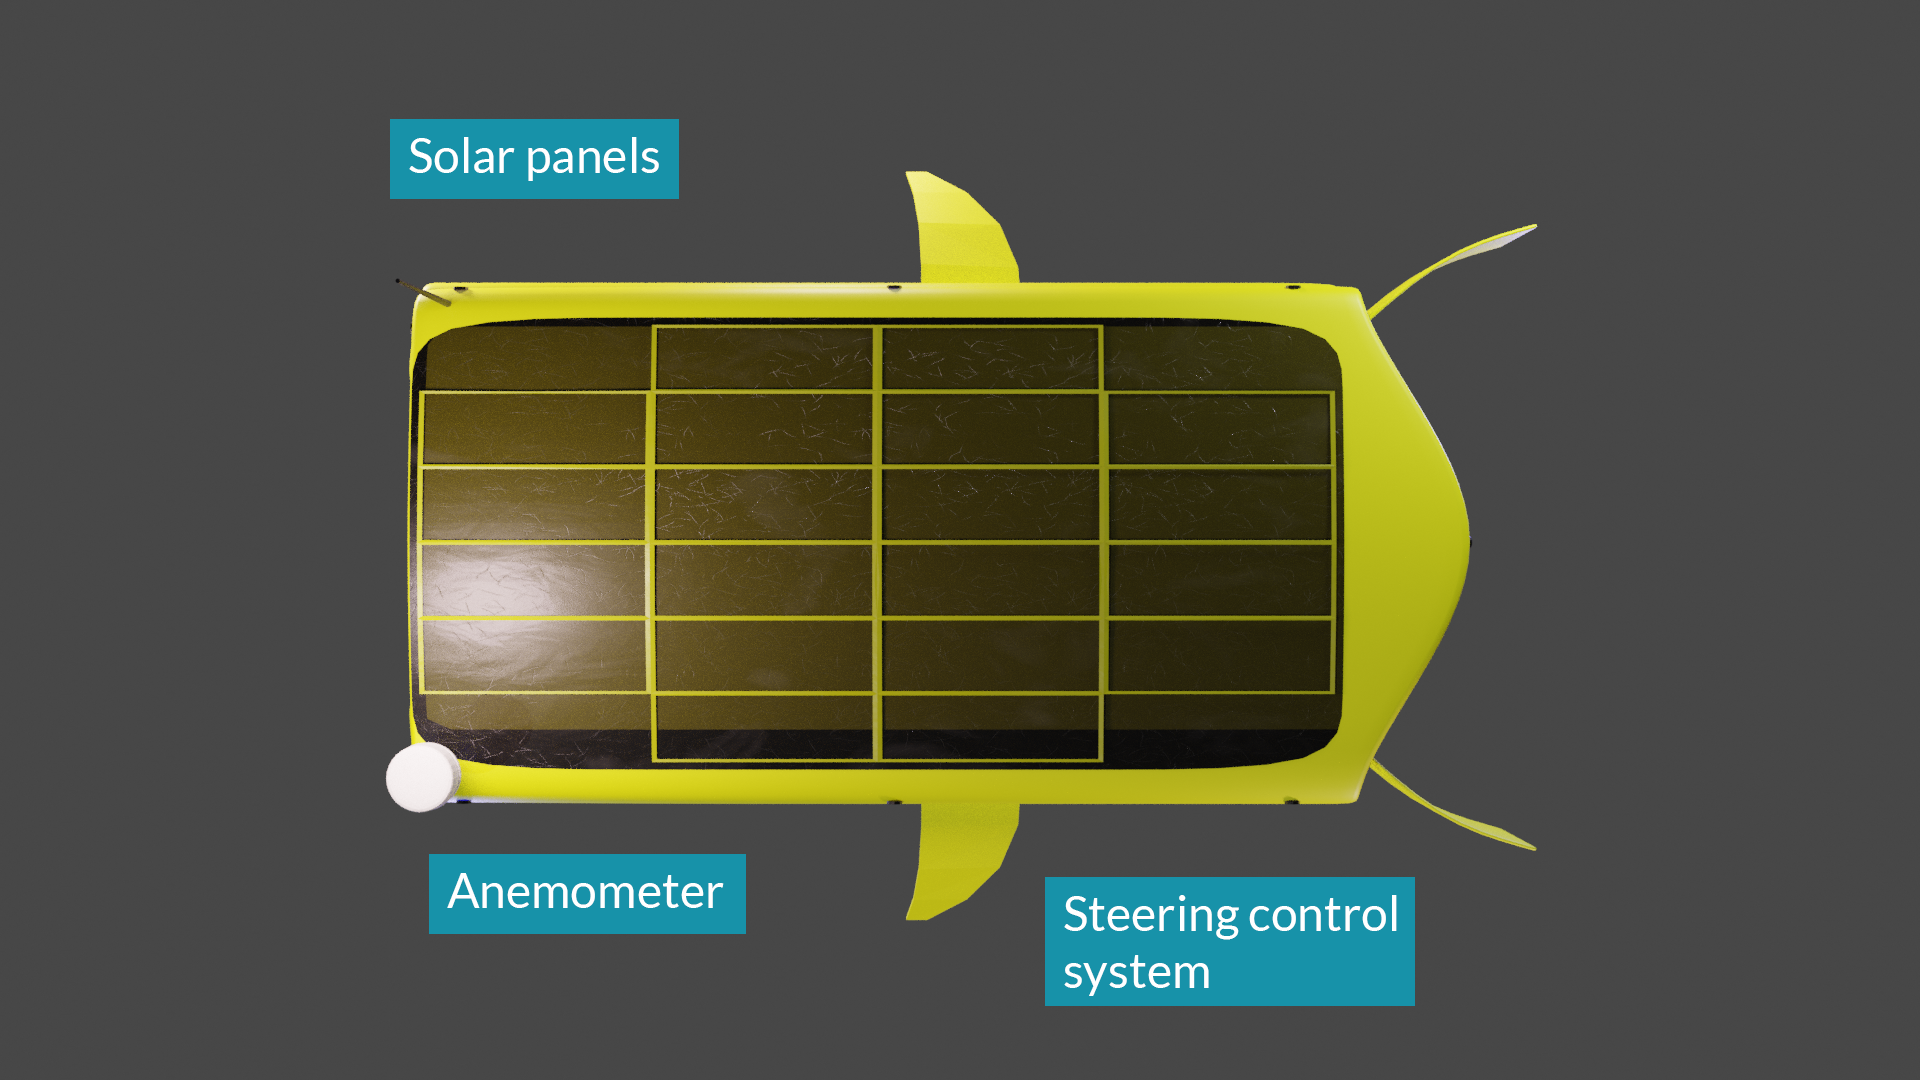 Solar panels
Anemometer
Steering control
system